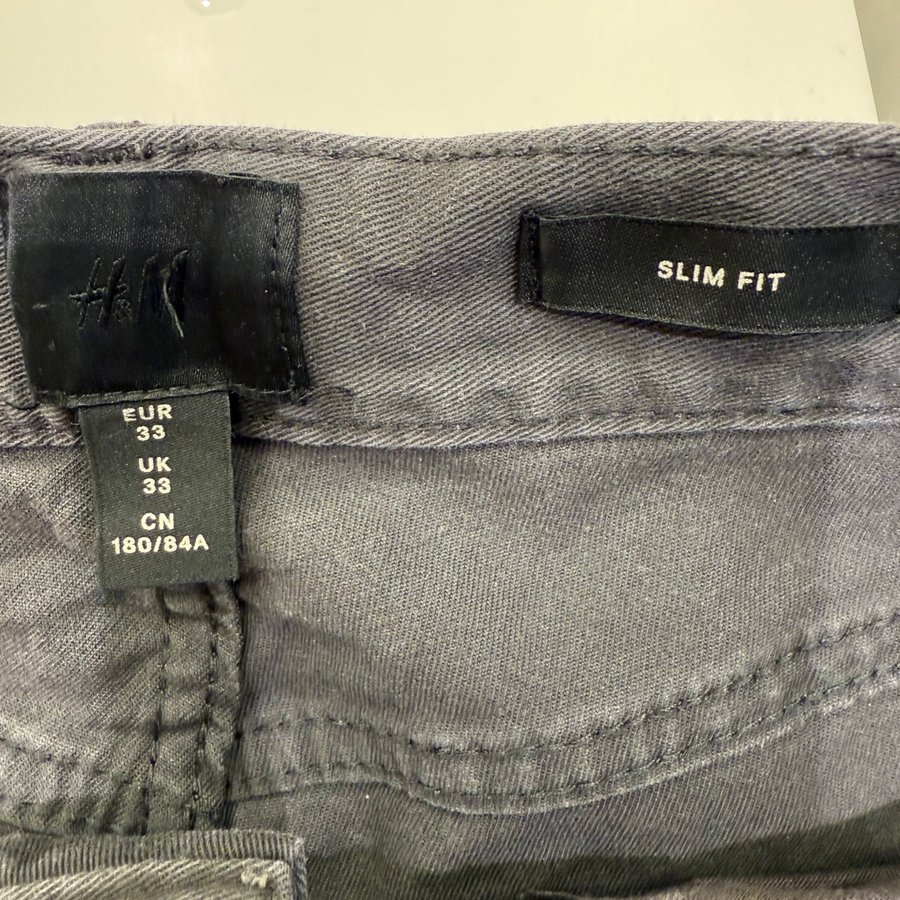 H&M
SLIM FIT
EUR
33
UK
33
CN
180/84A